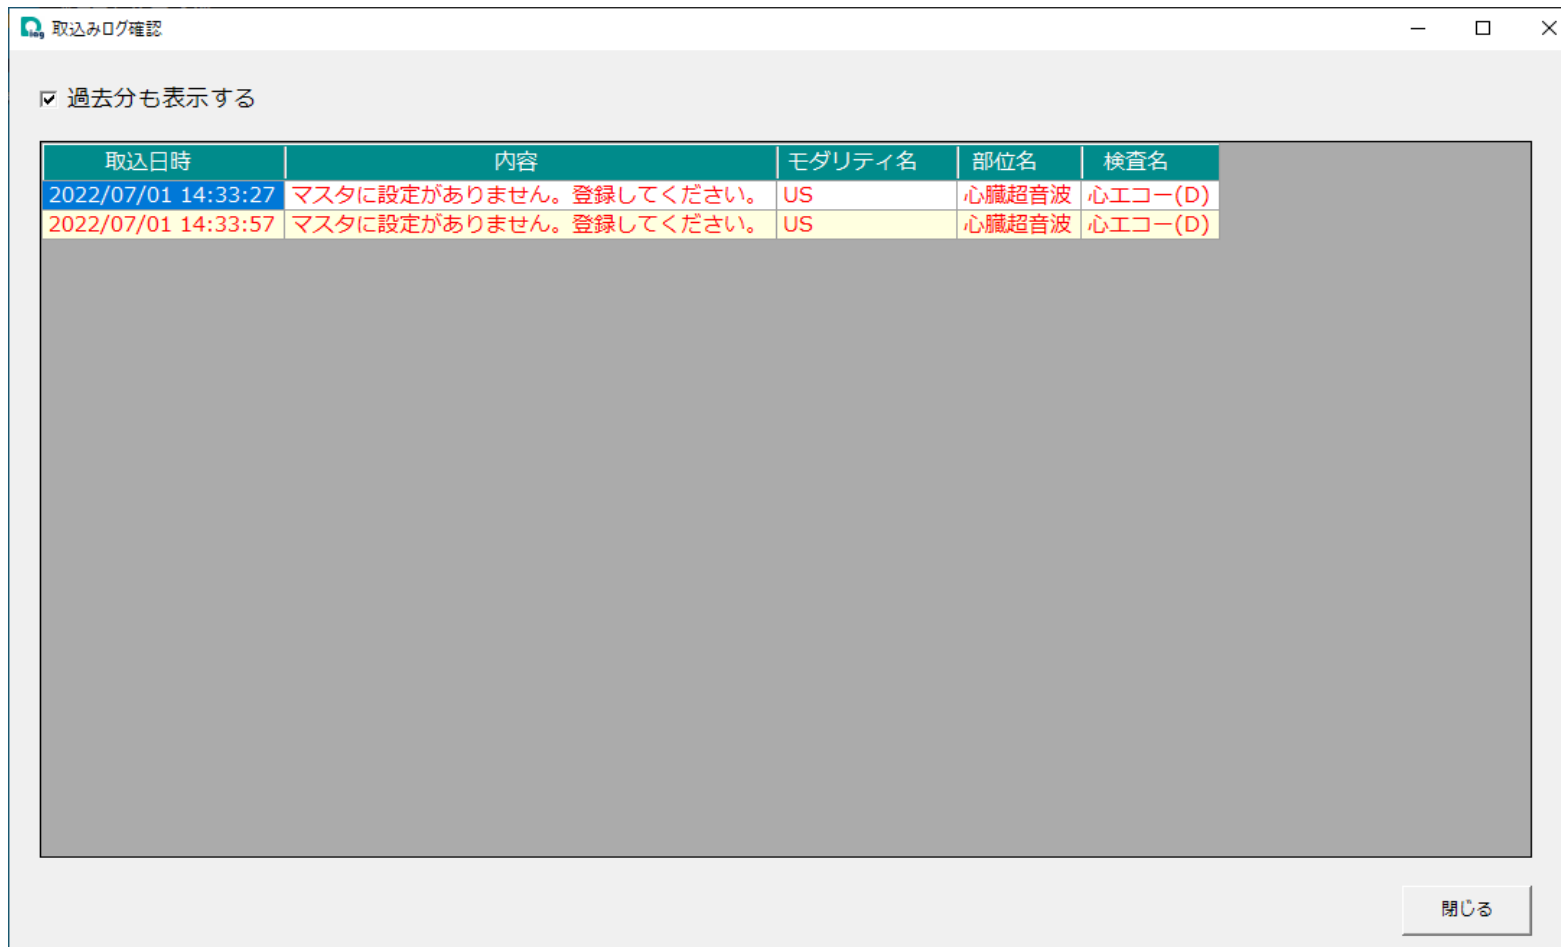 取込みログ確認
過去分も表示する
取込日時 内容 モダリティ名 部位名 検査名
2022/07/01 14:33:27 マスタに設定がありません。登録してください。 US 心臓超音波 心エコー(D)
2022/07/01 14:33:57 マスタに設定がありません。登録してください。 US 心臓超音波 心エコー(D)
閉じる